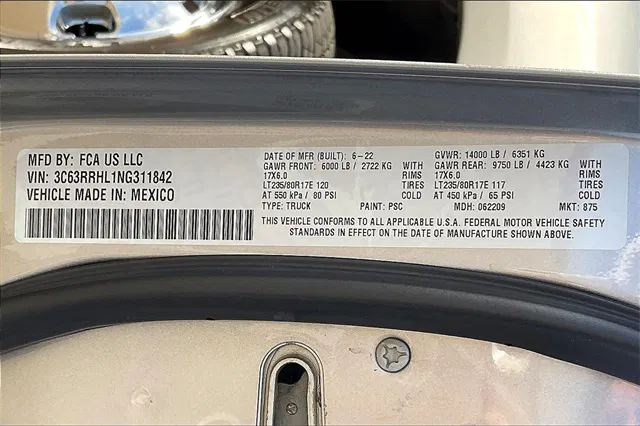 MFD BY: FCA US LLC
VIN: 3C63RRHL1NG311842
VEHICLE MADE IN: MEXICO
DATE OF MFR (BUILT): 6-22
GAWR FRONT: 6000 LB / 2722 KG WITH
17X6.0 RIMS
LT235/80R17E 120 TIRES
AT 550 kPa / 80 PSI COLD
TYPE: TRUCK PAINT: PSC
GVWR: 14000 LB / 6351 KG
GAWR REAR: 9750 LB / 4423 KG WITH
17X6.0 RIMS
LT235/80R17E 117 TIRES
AT 450 kPa / 65 PSI COLD
MDH: 062209 MKT: 875
THIS VEHICLE CONFORMS TO ALL APPLICABLE U.S.A. FEDERAL MOTOR VEHICLE SAFETY
STANDARDS IN EFFECT ON THE DATE OF MANUFACTURE SHOWN ABOVE.